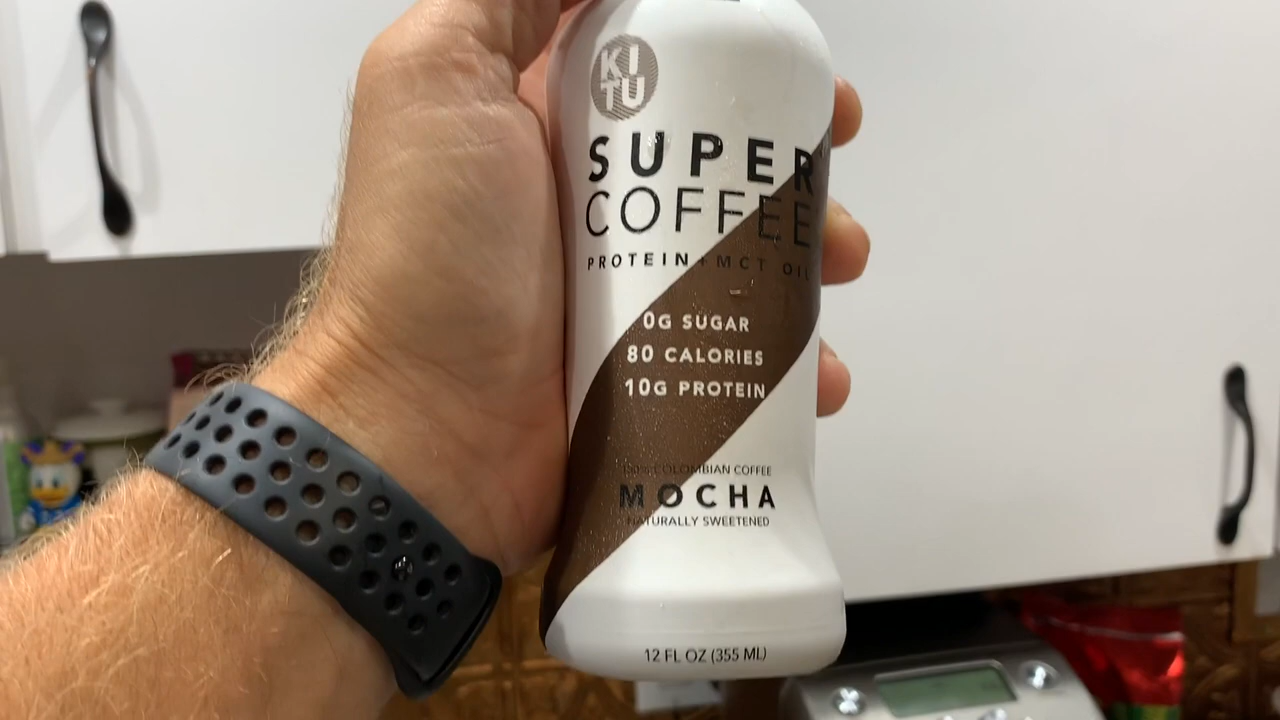 KI
TU
SUPER
COFFEE
PROTEIN+MCT OIL
0G SUGAR
80 CALORIES
10G PROTEIN
100% COLOMBIAN COFFEE
MOCHA
NATURALLY SWEETENED
12 FL OZ (355 ML)